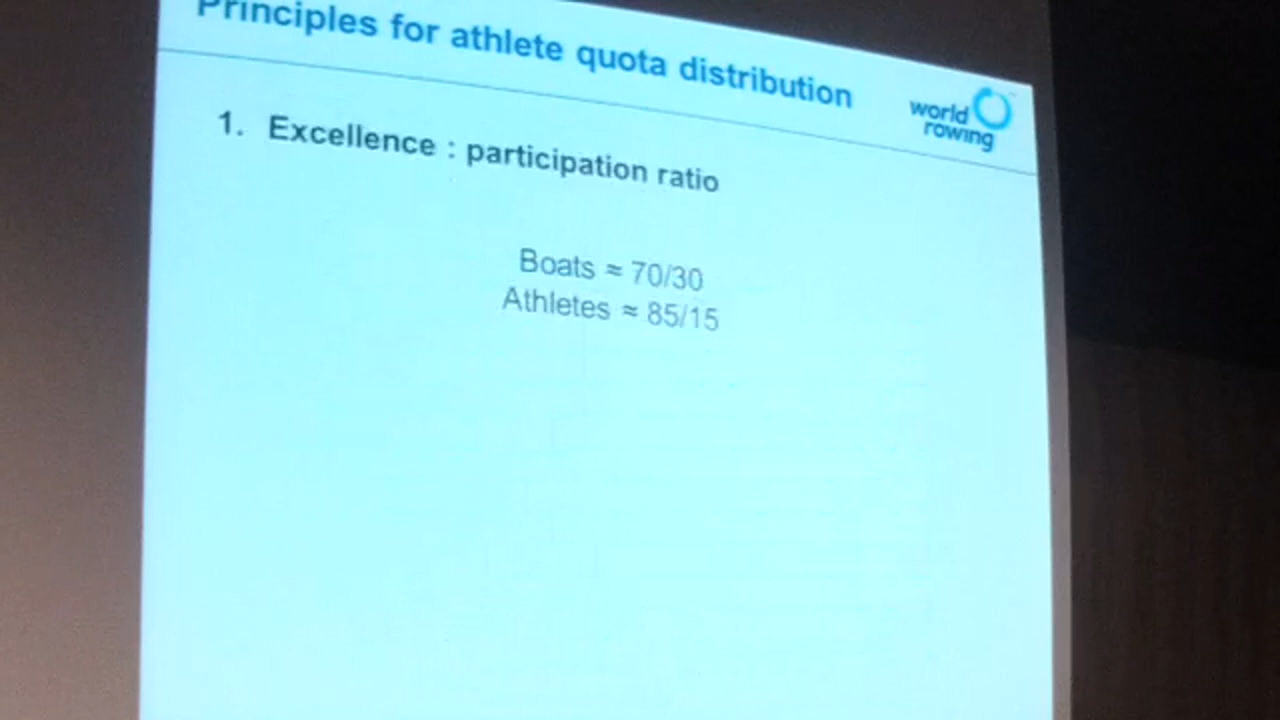 Principles for athlete quota distribution
world
rowing
1. Excellence : participation ratio
Boats ≈ 70/30
Athletes ≈ 85/15